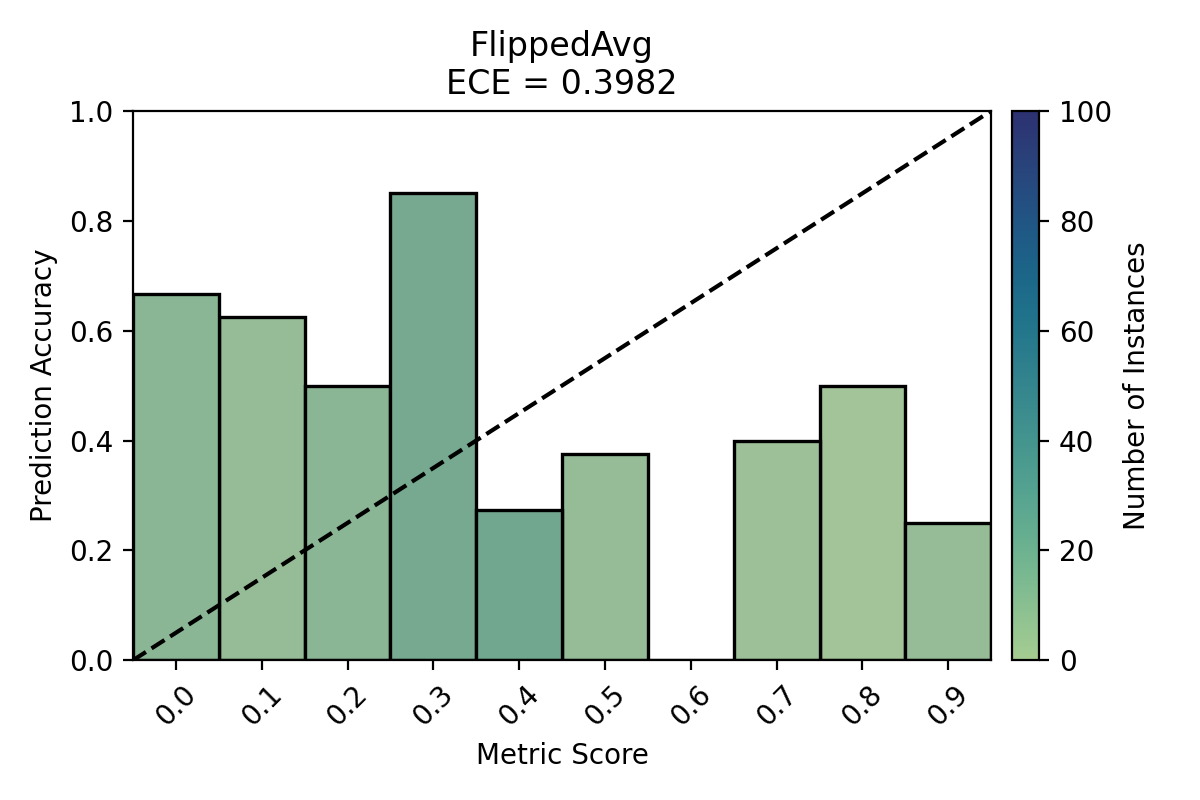 FlippedAvg
ECE = 0.3982
1.0
0.8
0.6
0.4
0.2
0.0
Prediction Accuracy
0.0 0.1 0.2 0.3 0.4 0.5 0.6 0.7 0.8 0.9
Metric Score
100
80
60
40
20
0
Number of Instances